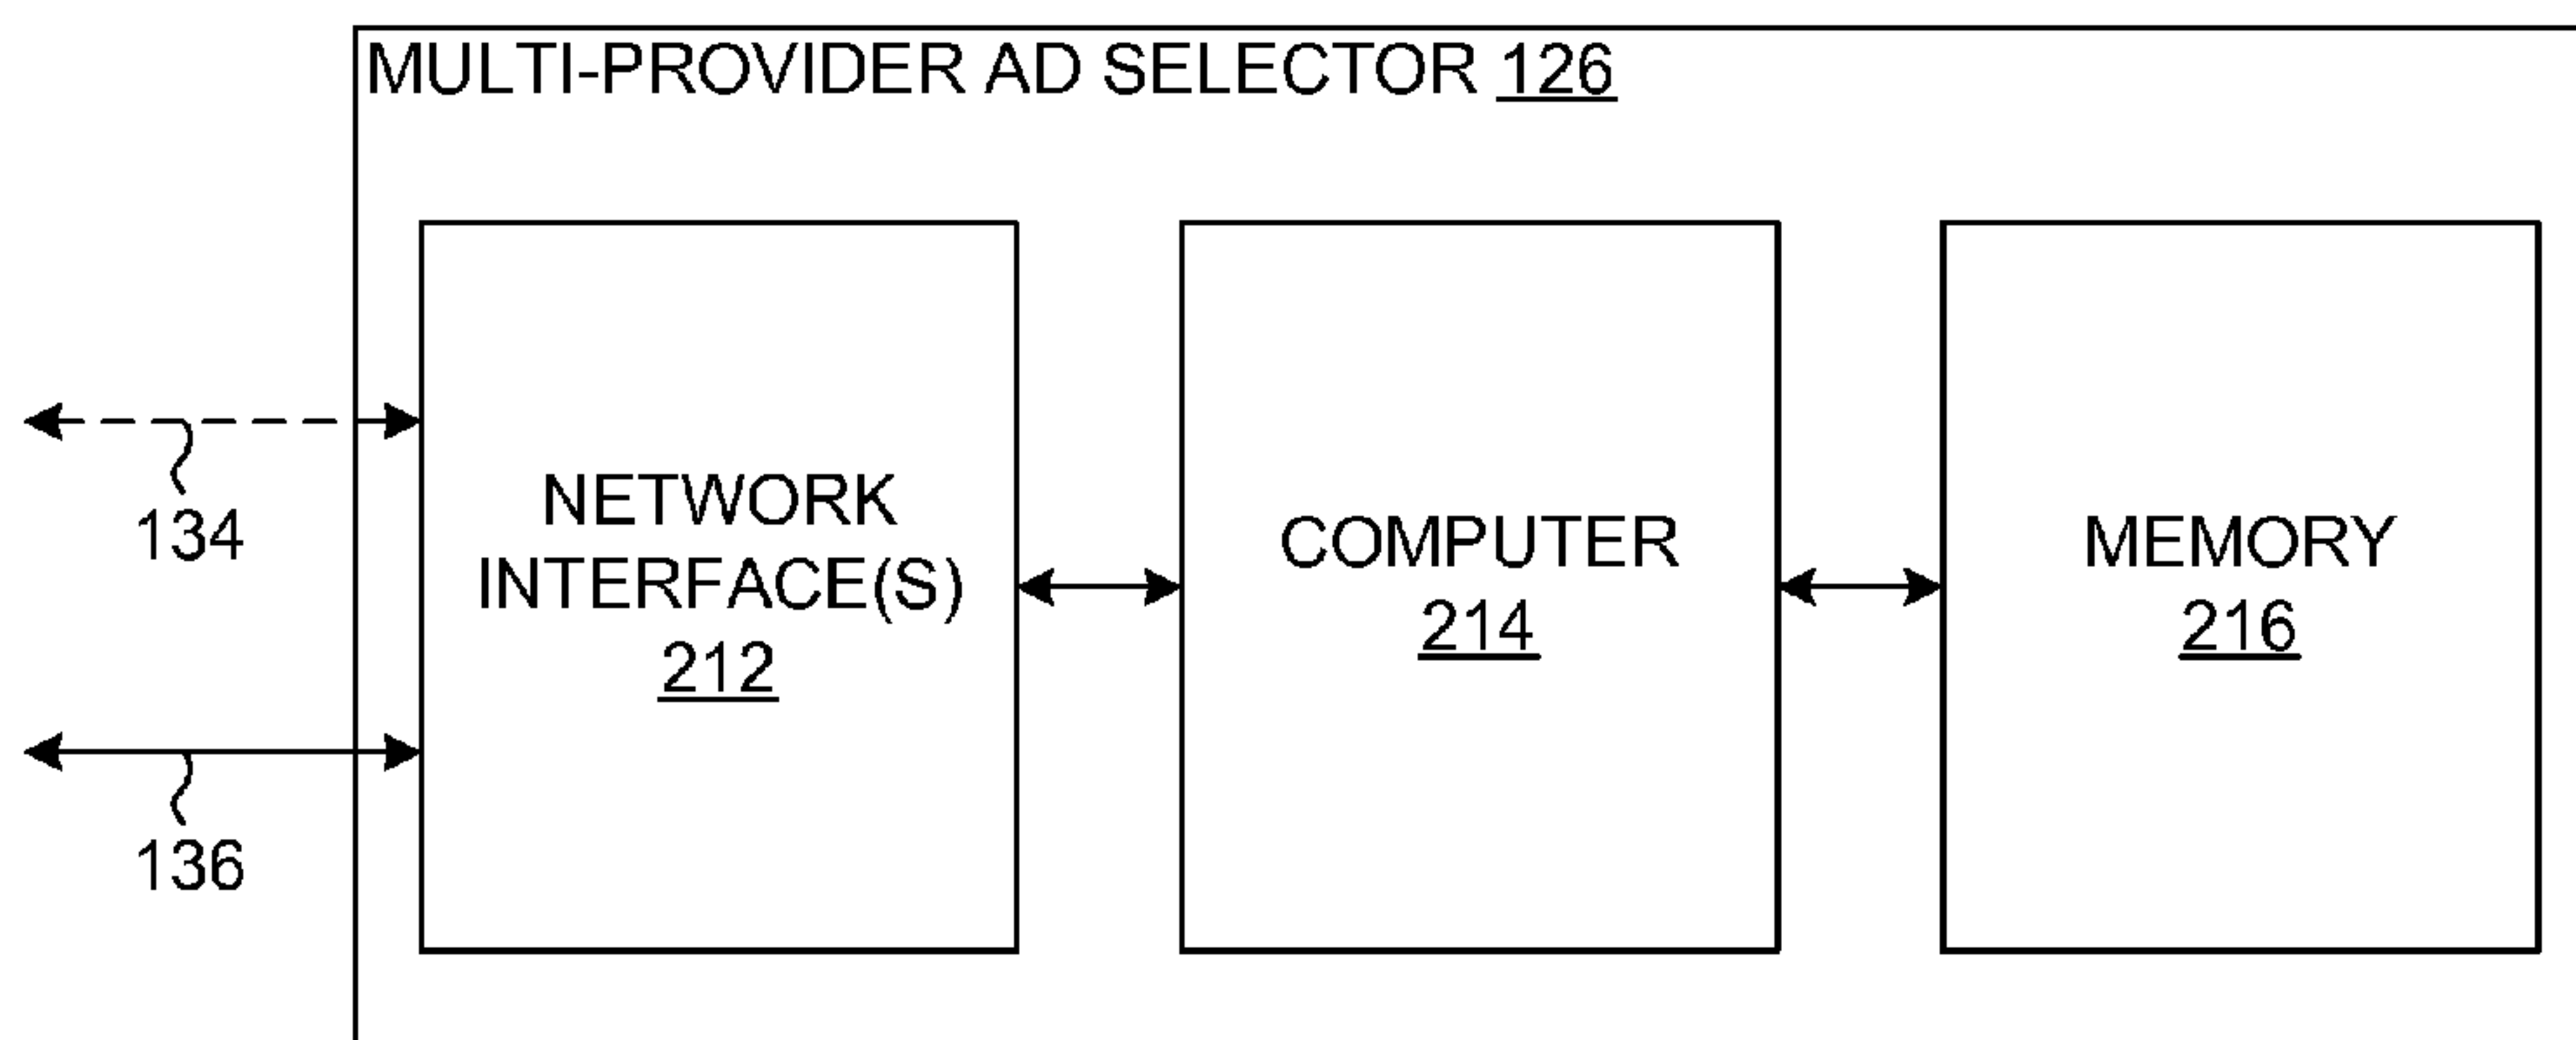 MULTI-PROVIDER AD SELECTOR 126
134
136
NETWORK
INTERFACE(S)
212
COMPUTER
214
MEMORY
216